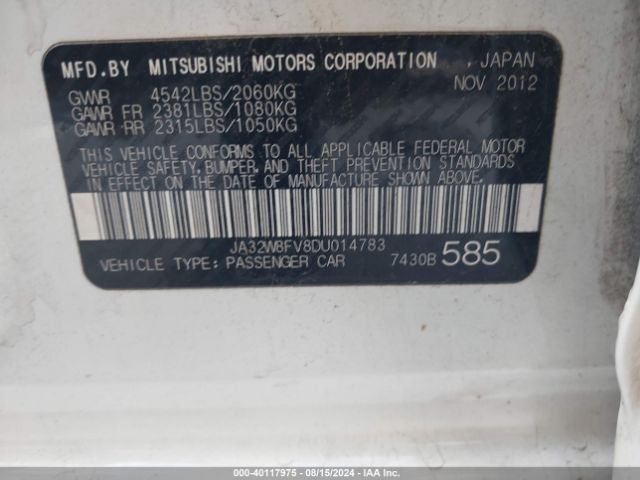 MFD.BY MITSUBISHI MOTORS CORPORATION , JAPAN
NOV 2012
GVWR 4542LBS/2060KG
GAWR FR 2381LBS/1080KG
GAWR RR 2315LBS/1050KG
THIS VEHICLE CONFORMS TO ALL APPLICABLE FEDERAL MOTOR
VEHICLE SAFETY,BUMPER,AND THEFT PREVENTION STANDARDS
IN EFFECT ON THE DATE OF MANUFACTURE SHOWN ABOVE.
JA32W8FV8DU014783
VEHICLE TYPE: PASSENGER CAR 7430B 585
000-40117975 - 08/15/2024 - IAA Inc.